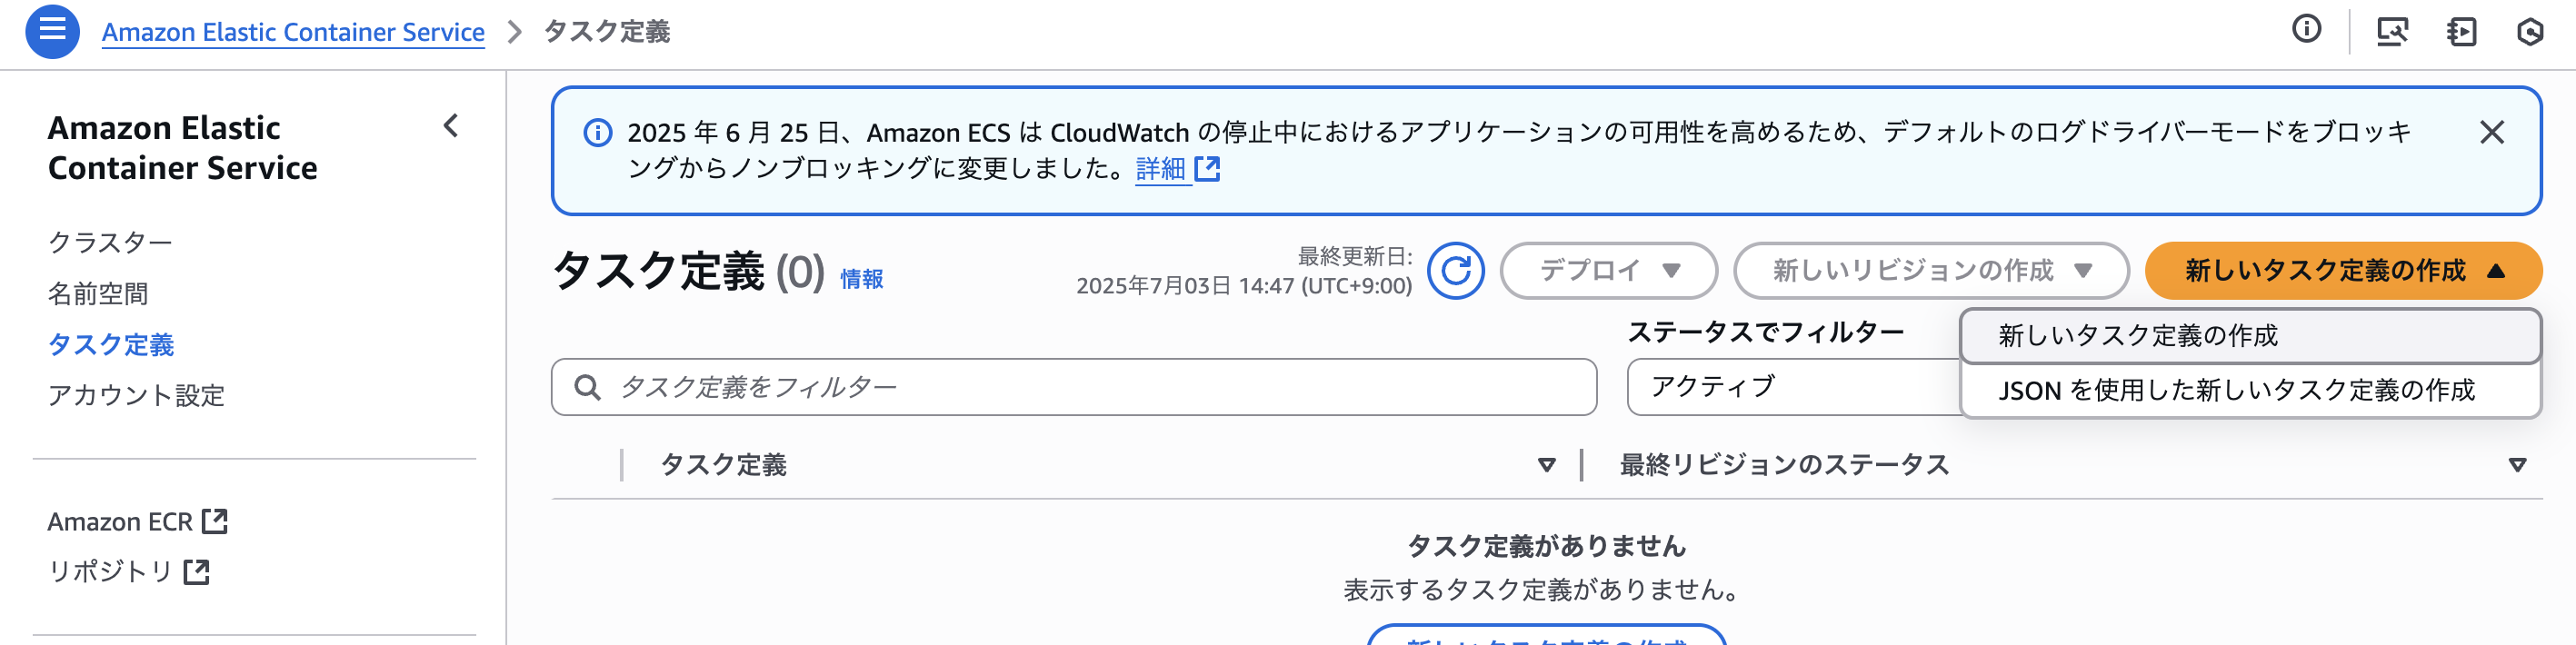 Amazon Elastic Container Service > タスク定義
Amazon Elastic
Container Service
クラスター
名前空間
タスク定義
アカウント設定
Amazon ECR
リポジトリ
2025 年 6 月 25 日、Amazon ECS は CloudWatch の停止中におけるアプリケーションの可用性を高めるため、デフォルトのログドライバーモードをブロッキ
ングからノンブロッキングに変更しました。詳細
タスク定義 (0) 情報
最終更新日:
2025年7月03日 14:47 (UTC+9:00)
デプロイ
新しいリビジョンの作成
新しいタスク定義の作成
新しいタスク定義の作成
JSON を使用した新しいタスク定義の作成
ステータスでフィルター
タスク定義をフィルター
アクティブ
タスク定義
最終リビジョンのステータス
タスク定義がありません
表示するタスク定義がありません。
新しいタスク定義の作成